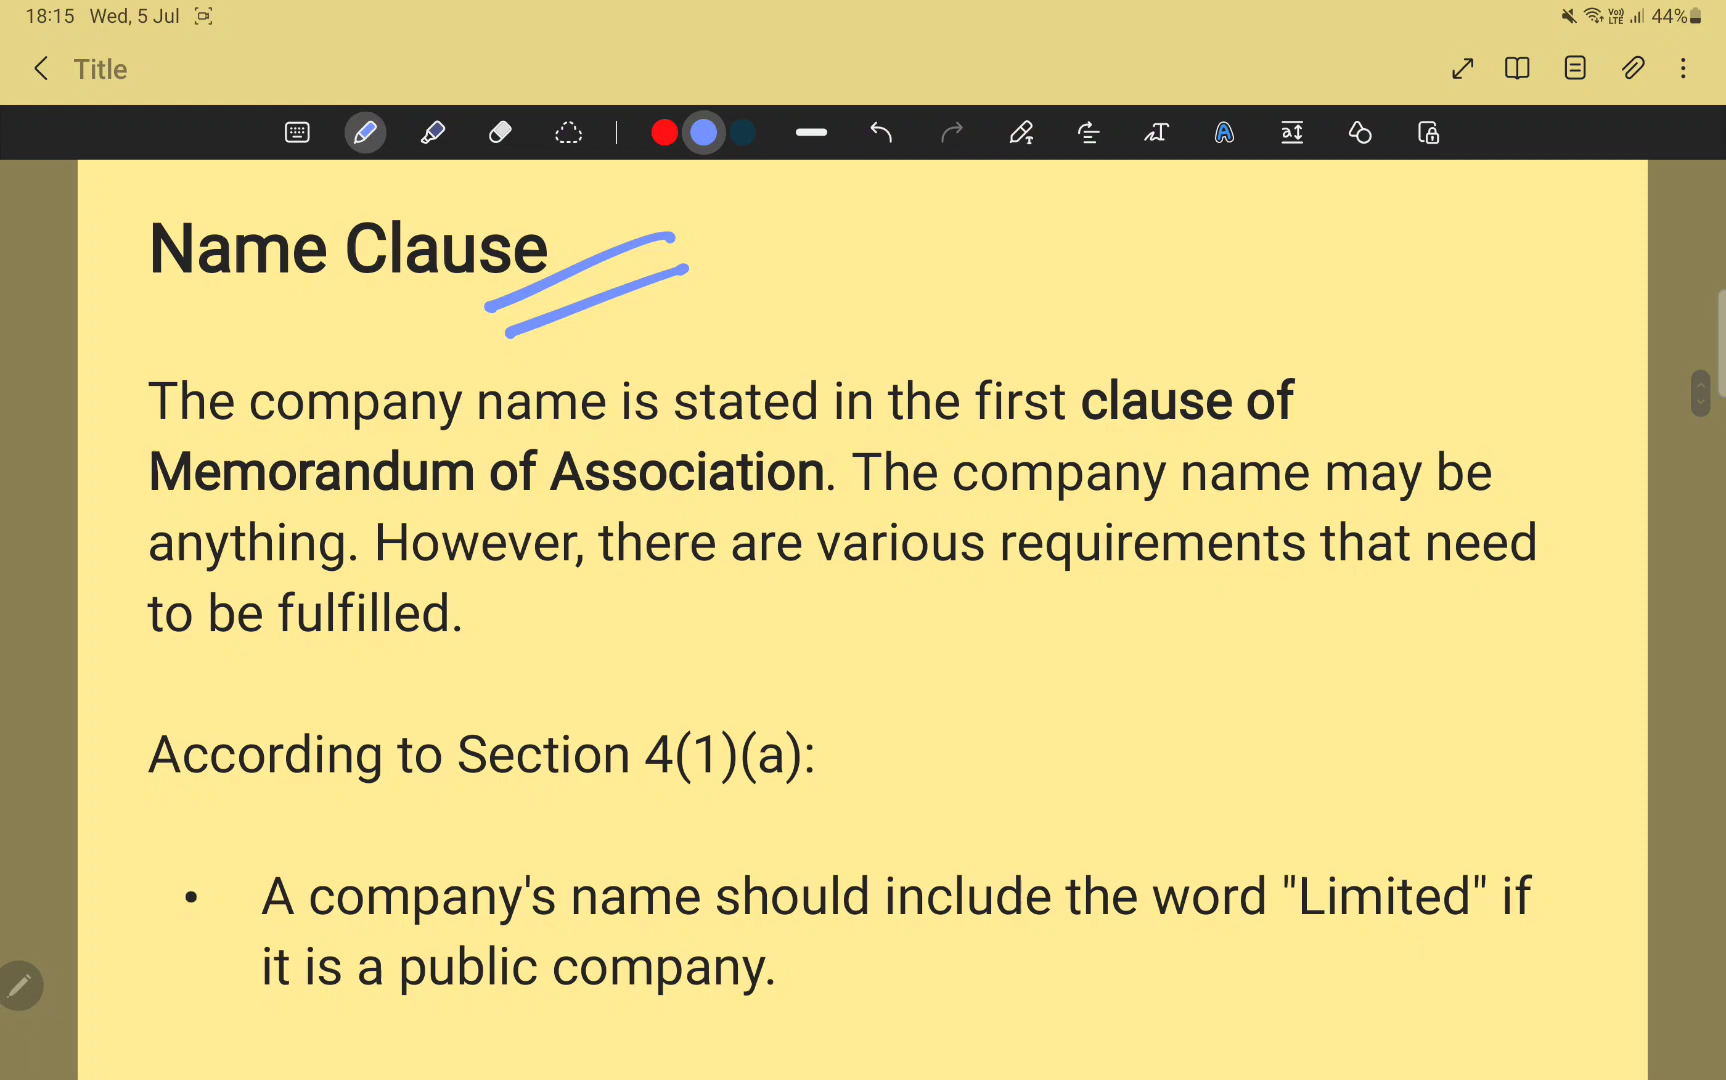 18:15 Wed, 5 Jul Vo)) LTE 44%
Title
Name Clause
The company name is stated in the first clause of
Memorandum of Association. The company name may be
anything. However, there are various requirements that need
to be fulfilled.
According to Section 4(1)(a):
• A company's name should include the word "Limited" if
it is a public company.